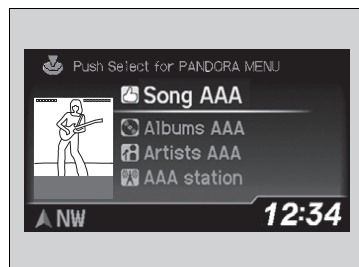 Push Select for PANDORA MENU
Song AAA
Albums AAA
Artists AAA
AAA station
NW
12:34